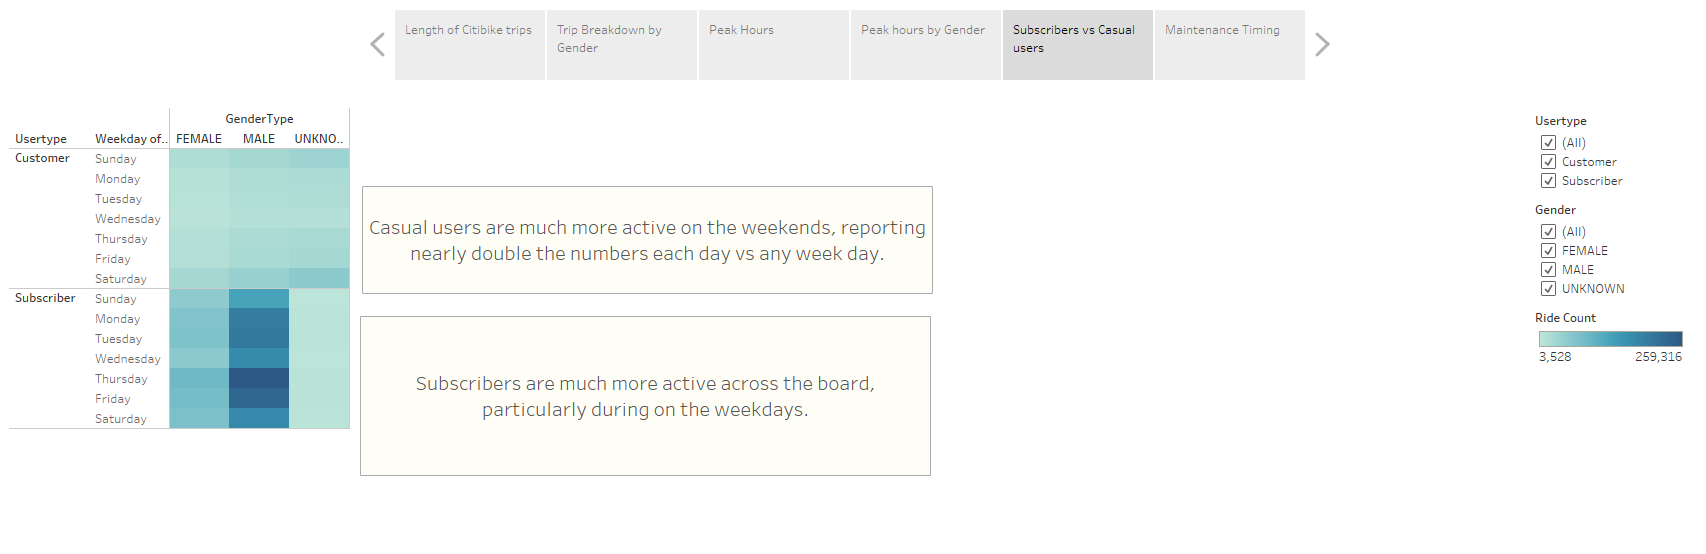 Length of Citibike trips
Trip Breakdown by
Gender
Peak Hours
Peak hours by Gender
Subscribers vs Casual
users
Maintenance Timing
GenderType
Usertype Weekday of.. FEMALE MALE UNKNO..
Customer Sunday
Monday
Tuesday
Wednesday
Thursday
Friday
Saturday
Subscriber Sunday
Monday
Tuesday
Wednesday
Thursday
Friday
Saturday
Casual users are much more active on the weekends, reporting
nearly double the numbers each day vs any week day.
Subscribers are much more active across the board,
particularly during on the weekdays.
Usertype
(All)
Customer
Subscriber
Gender
(All)
FEMALE
MALE
UNKNOWN
Ride Count
3,528 259,316